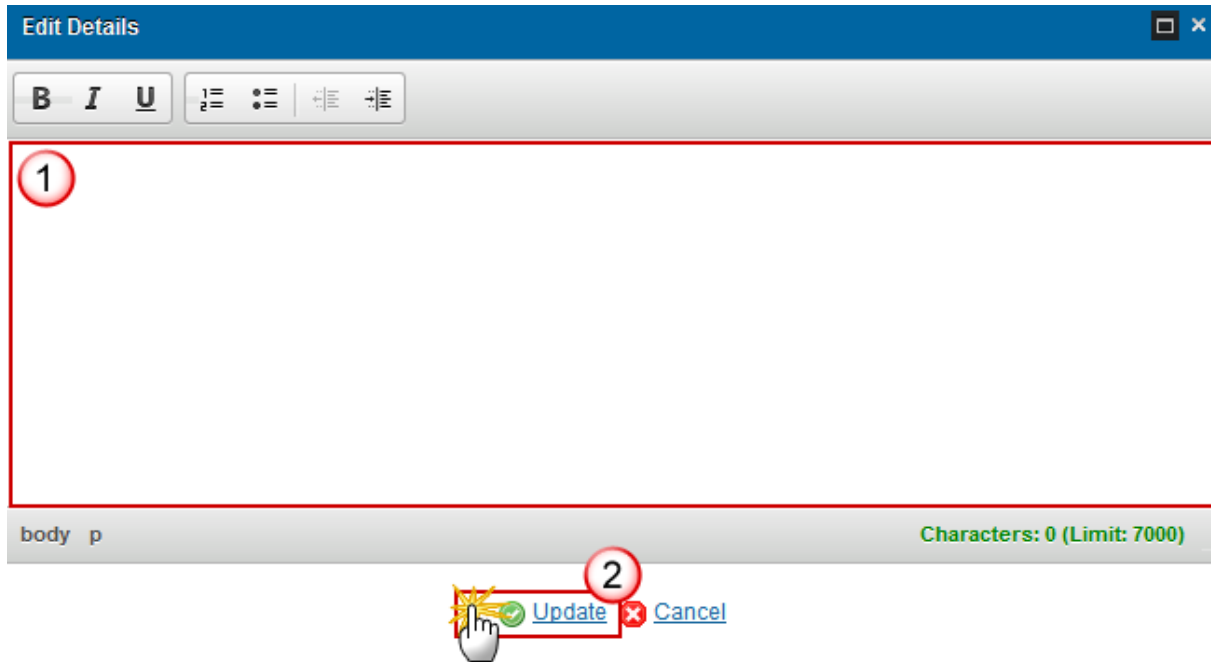 Edit Details
B I U
1
body p Characters: 0 (Limit: 7000)
2
Update Cancel